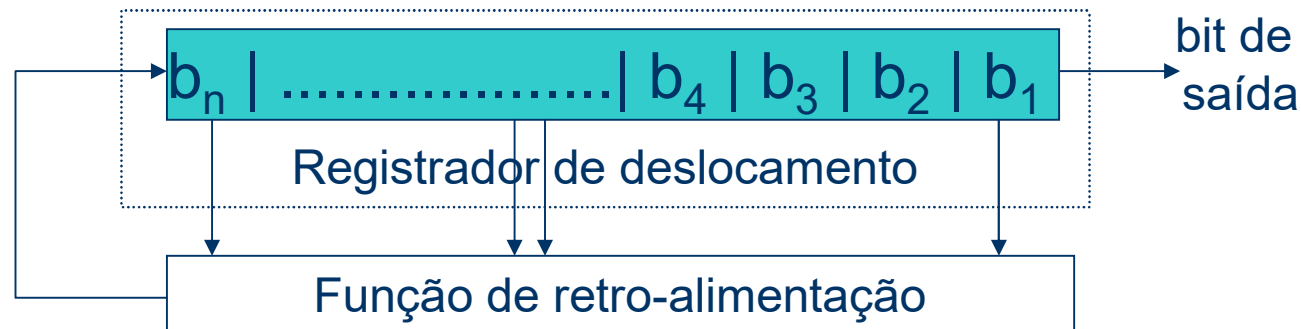 bit de
saída
bn | ...................| b4 | b3 | b2 | b1
Registrador de deslocamento
Função de retro-alimentação